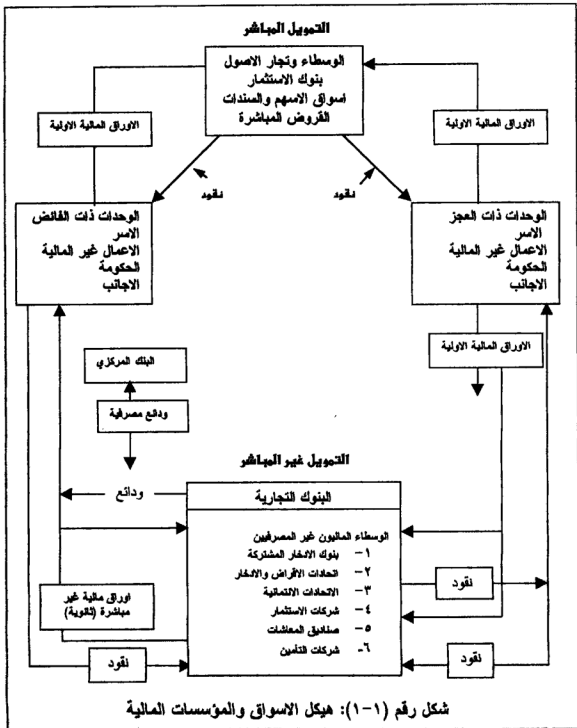 التمويل المباشر
الوسطاء وتجار الاصول
بنوك الاستثمار
اسواق الاسهم والسندات
القروض المباشرة
الاوراق المالية الاولية
الاوراق المالية الاولية
نقود
نقود
الوحدات ذات العجز
الاسر
الاعمال غير المالية
الحكومة
الاجانب
الوحدات ذات الفائض
الاسر
الاعمال غير المالية
الحكومة
الاجانب
الاوراق المالية الاولية
البنك المركزي
ودائع مصرفية
التمويل غير المباشر
ودائع
البنوك التجارية
الوسطاء الماليون غير المصرفيين
١- بنوك الادخار المشتركة
٢- اتحادات الاقراض والادخار
٣- الاتحادات الائتمانية
٤- شركات الاستثمار
٥- صناديق المعاشات
٦- شركات التأمين
نقود
اوراق مالية غير
مباشرة (ثانوية)
نقود
نقود
شكل رقم (١-١): هيكل الاسواق والمؤسسات المالية